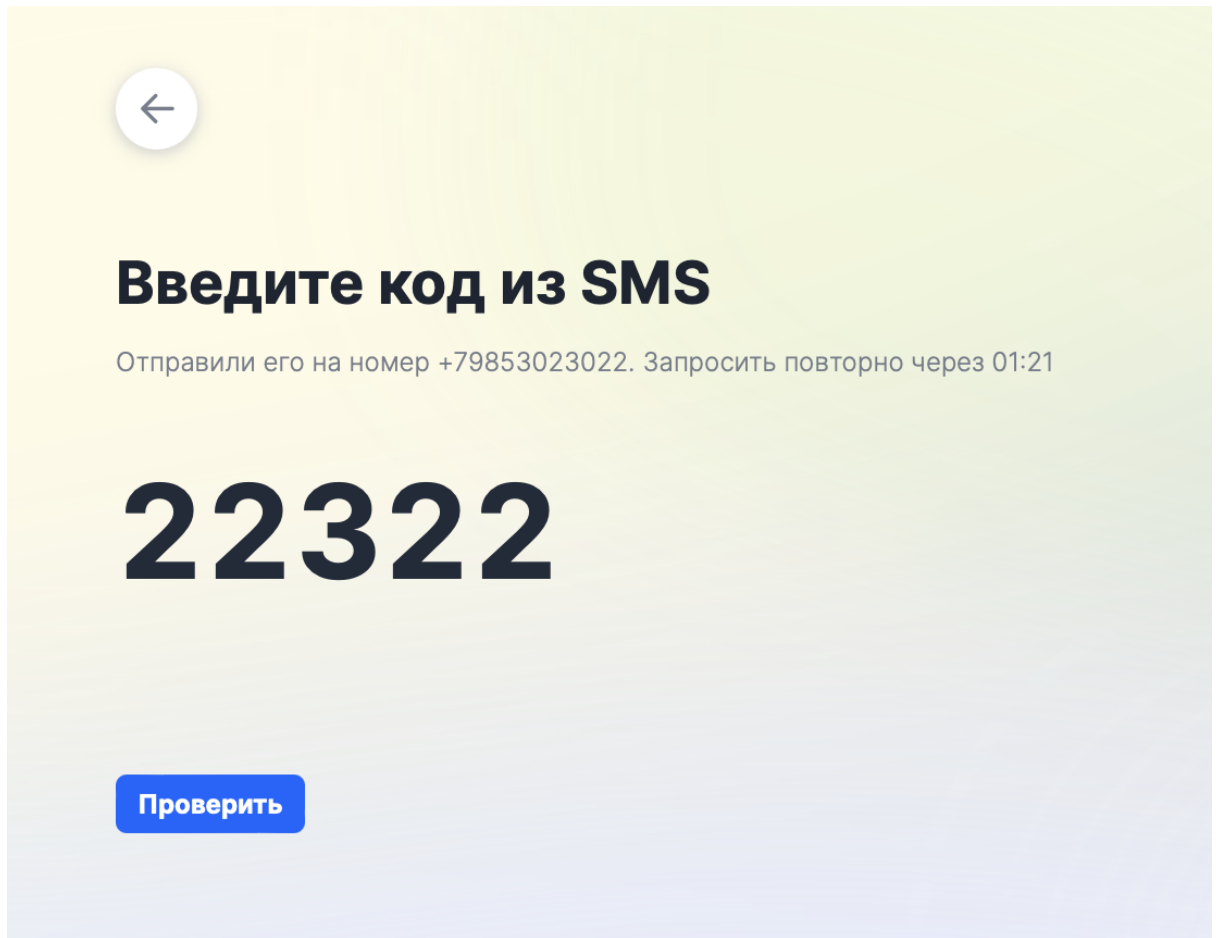 Введите код из SMS
Отправили его на номер +79853023022. Запросить повторно через 01:21
22322
Проверить